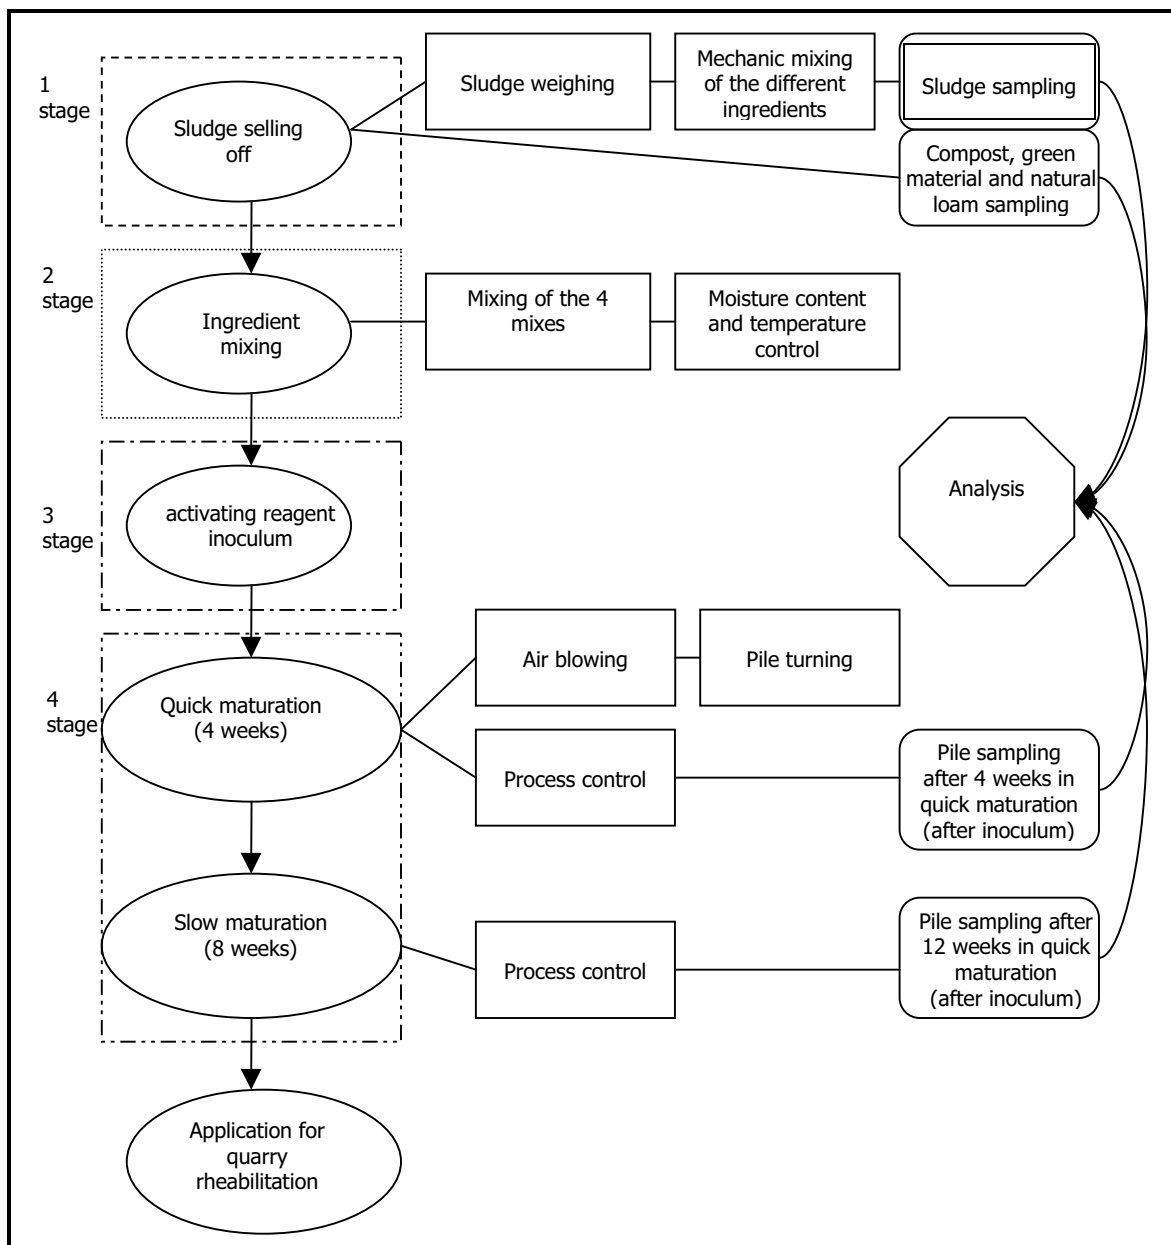 1
stage
Sludge selling
off
Sludge weighing
Mechanic mixing
of the different
ingredients
Sludge sampling
Compost, green
material and natural
loam sampling
2
stage
Ingredient
mixing
Mixing of the 4
mixes
Moisture content
and temperature
control
3
stage
activating reagent
inoculum
Analysis
4
stage
Quick maturation
(4 weeks)
Air blowing
Pile turning
Process control
Pile sampling
after 4 weeks in
quick maturation
(after inoculum)
Slow maturation
(8 weeks)
Process control
Pile sampling after
12 weeks in quick
maturation
(after inoculum)
Application for
quarry
rheabilitation